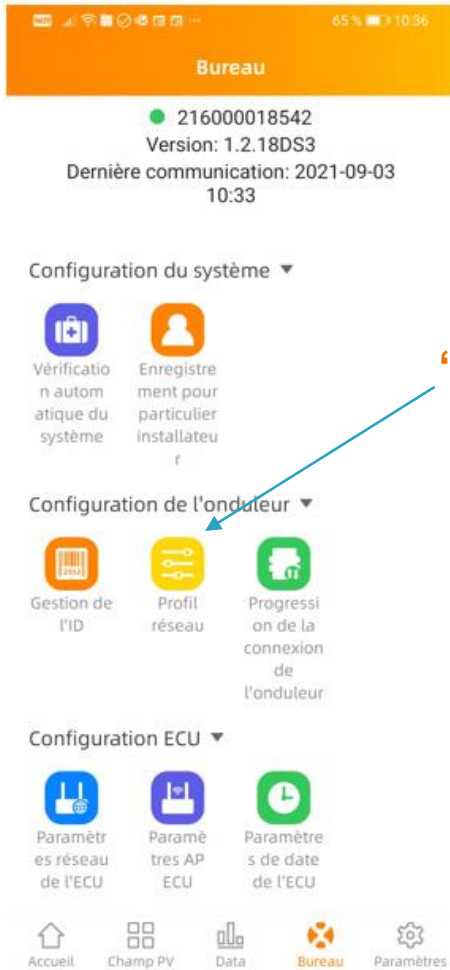 65 % 10:36
Bureau
216000018542
Version: 1.2.18DS3
Dernière communication: 2021-09-03
10:33
Configuration du système ▼
Vérificatio
n autom
atique du
système
Enregistre
ment pour
particulier
installateu
r
“
Configuration de l'onduleur ▼
Gestion de
l'ID
Profil
réseau
Progressi
on de la
connexion
de
l'onduleur
Configuration ECU ▼
Paramètr
es réseau
de l'ECU
Paramè
tres AP
ECU
Paramètre
s de date
de l'ECU
Accueil Champ PV Data Bureau Paramètres